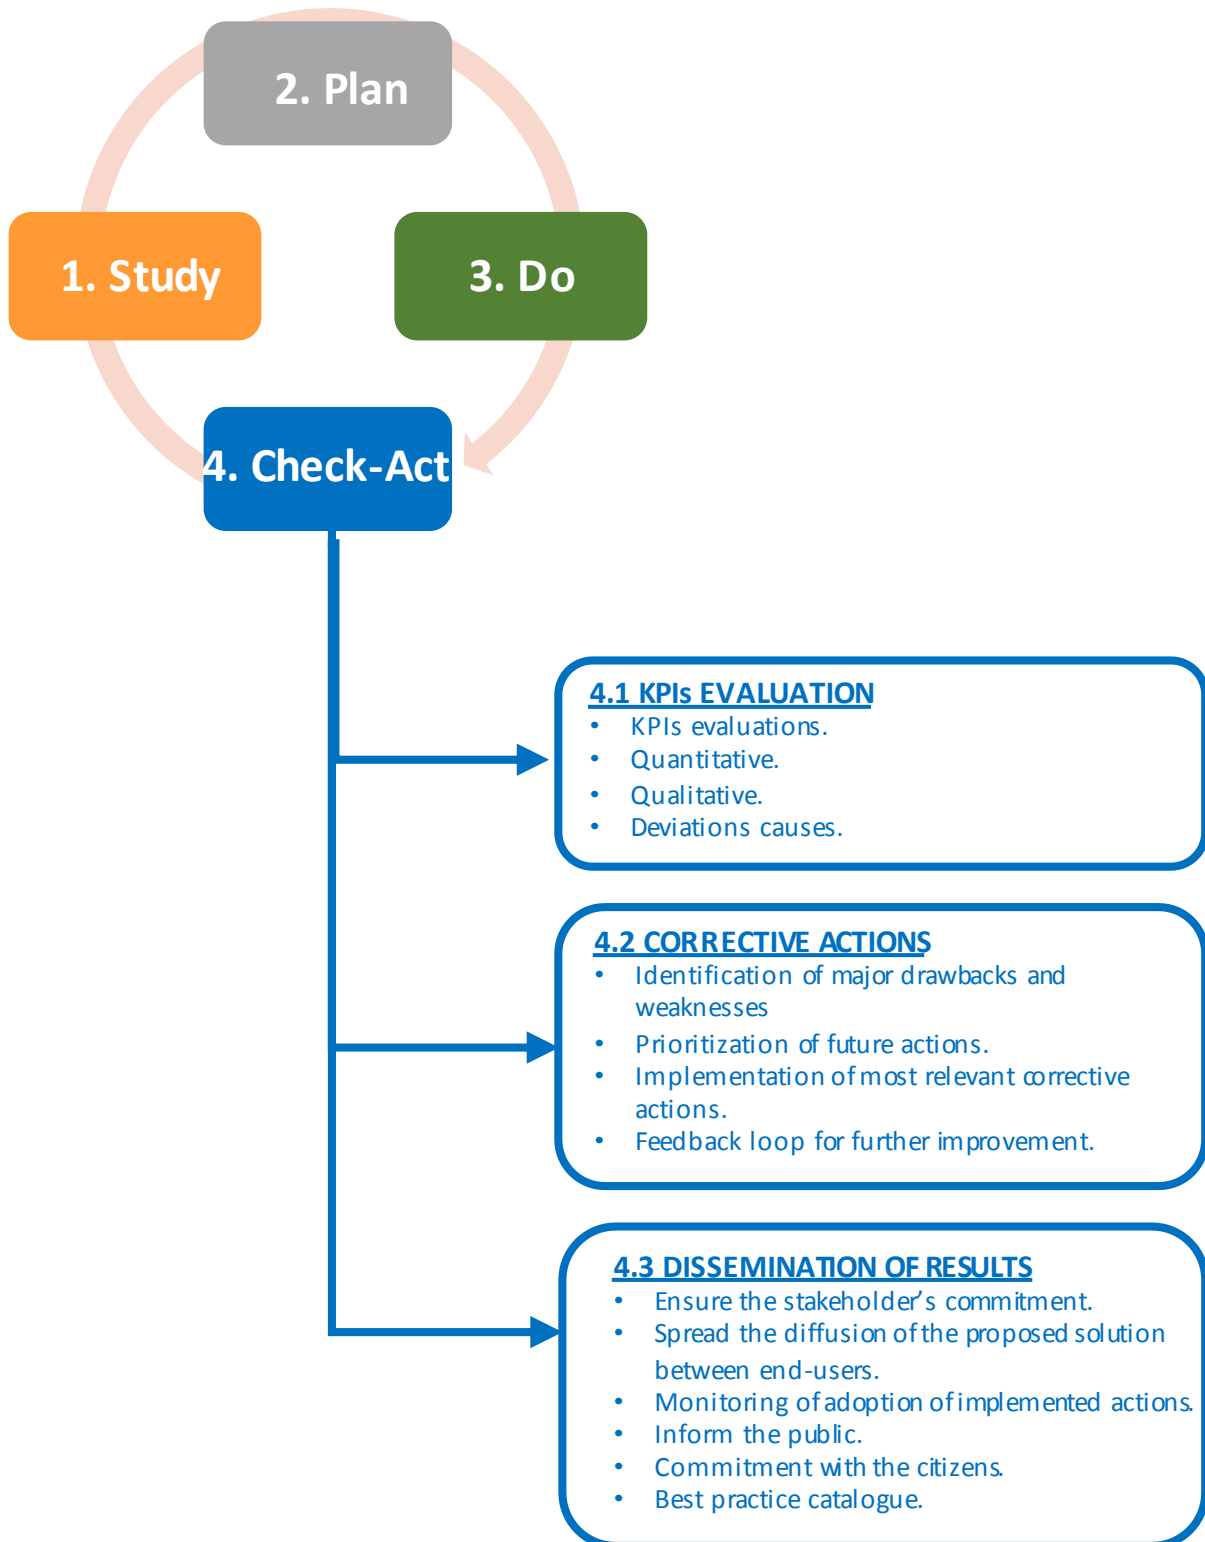 2. Plan
1. Study
3. Do
4. Check-Act
4.1 KPIs EVALUATION
• KPIs evaluations.
• Quantitative.
• Qualitative.
• Deviations causes.
4.2 CORRECTIVE ACTIONS
• Identification of major drawbacks and
weaknesses
• Prioritization of future actions.
• Implementation of most relevant corrective
actions.
• Feedback loop for further improvement.
4.3 DISSEMINATION OF RESULTS
• Ensure the stakeholder’s commitment.
• Spread the diffusion of the proposed solution
between end-users.
• Monitoring of adoption of implemented actions.
• Inform the public.
• Commitment with the citizens.
• Best practice catalogue.